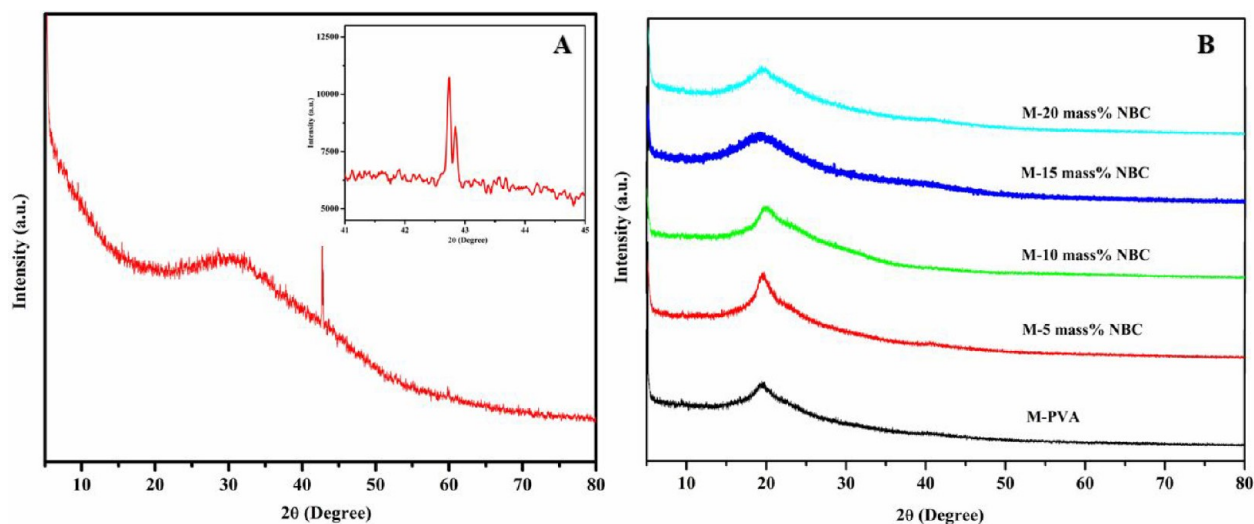 A
12500
10000
7500
5000
Intensity (a.u.)
41 42 43 44 45
2θ (Degree)
Intensity (a.u.)
10 20 30 40 50 60 70 80
2θ (Degree)
B
M-20 mass% NBC
M-15 mass% NBC
M-10 mass% NBC
M-5 mass% NBC
M-PVA
Intensity (a.u.)
10 20 30 40 50 60 70 80
2θ (Degree)